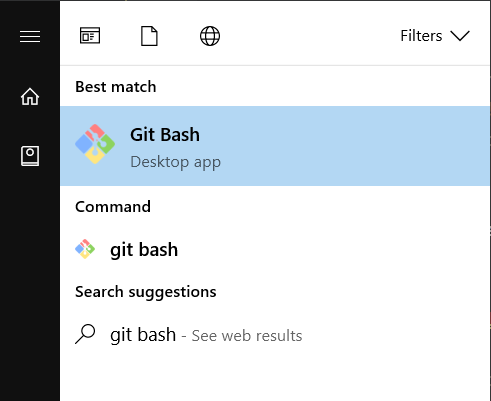 Filters
Best match
Git Bash
Desktop app
Command
git bash
Search suggestions
git bash - See web results